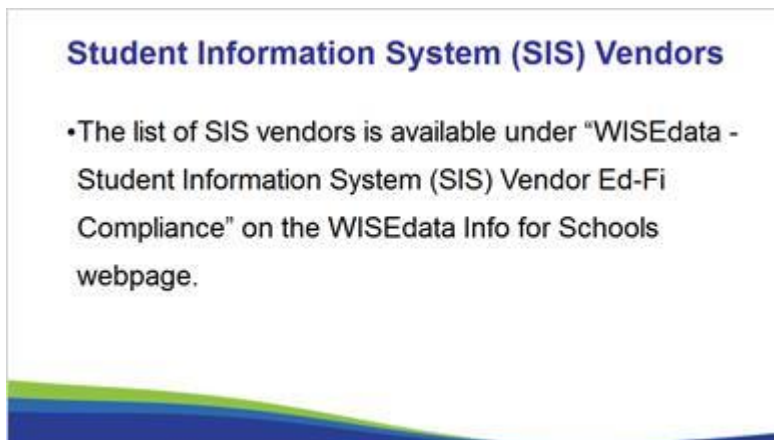 Student Information System (SIS) Vendors
•The list of SIS vendors is available under “WISEdata -
Student Information System (SIS) Vendor Ed-Fi
Compliance” on the WISEdata Info for Schools
webpage.